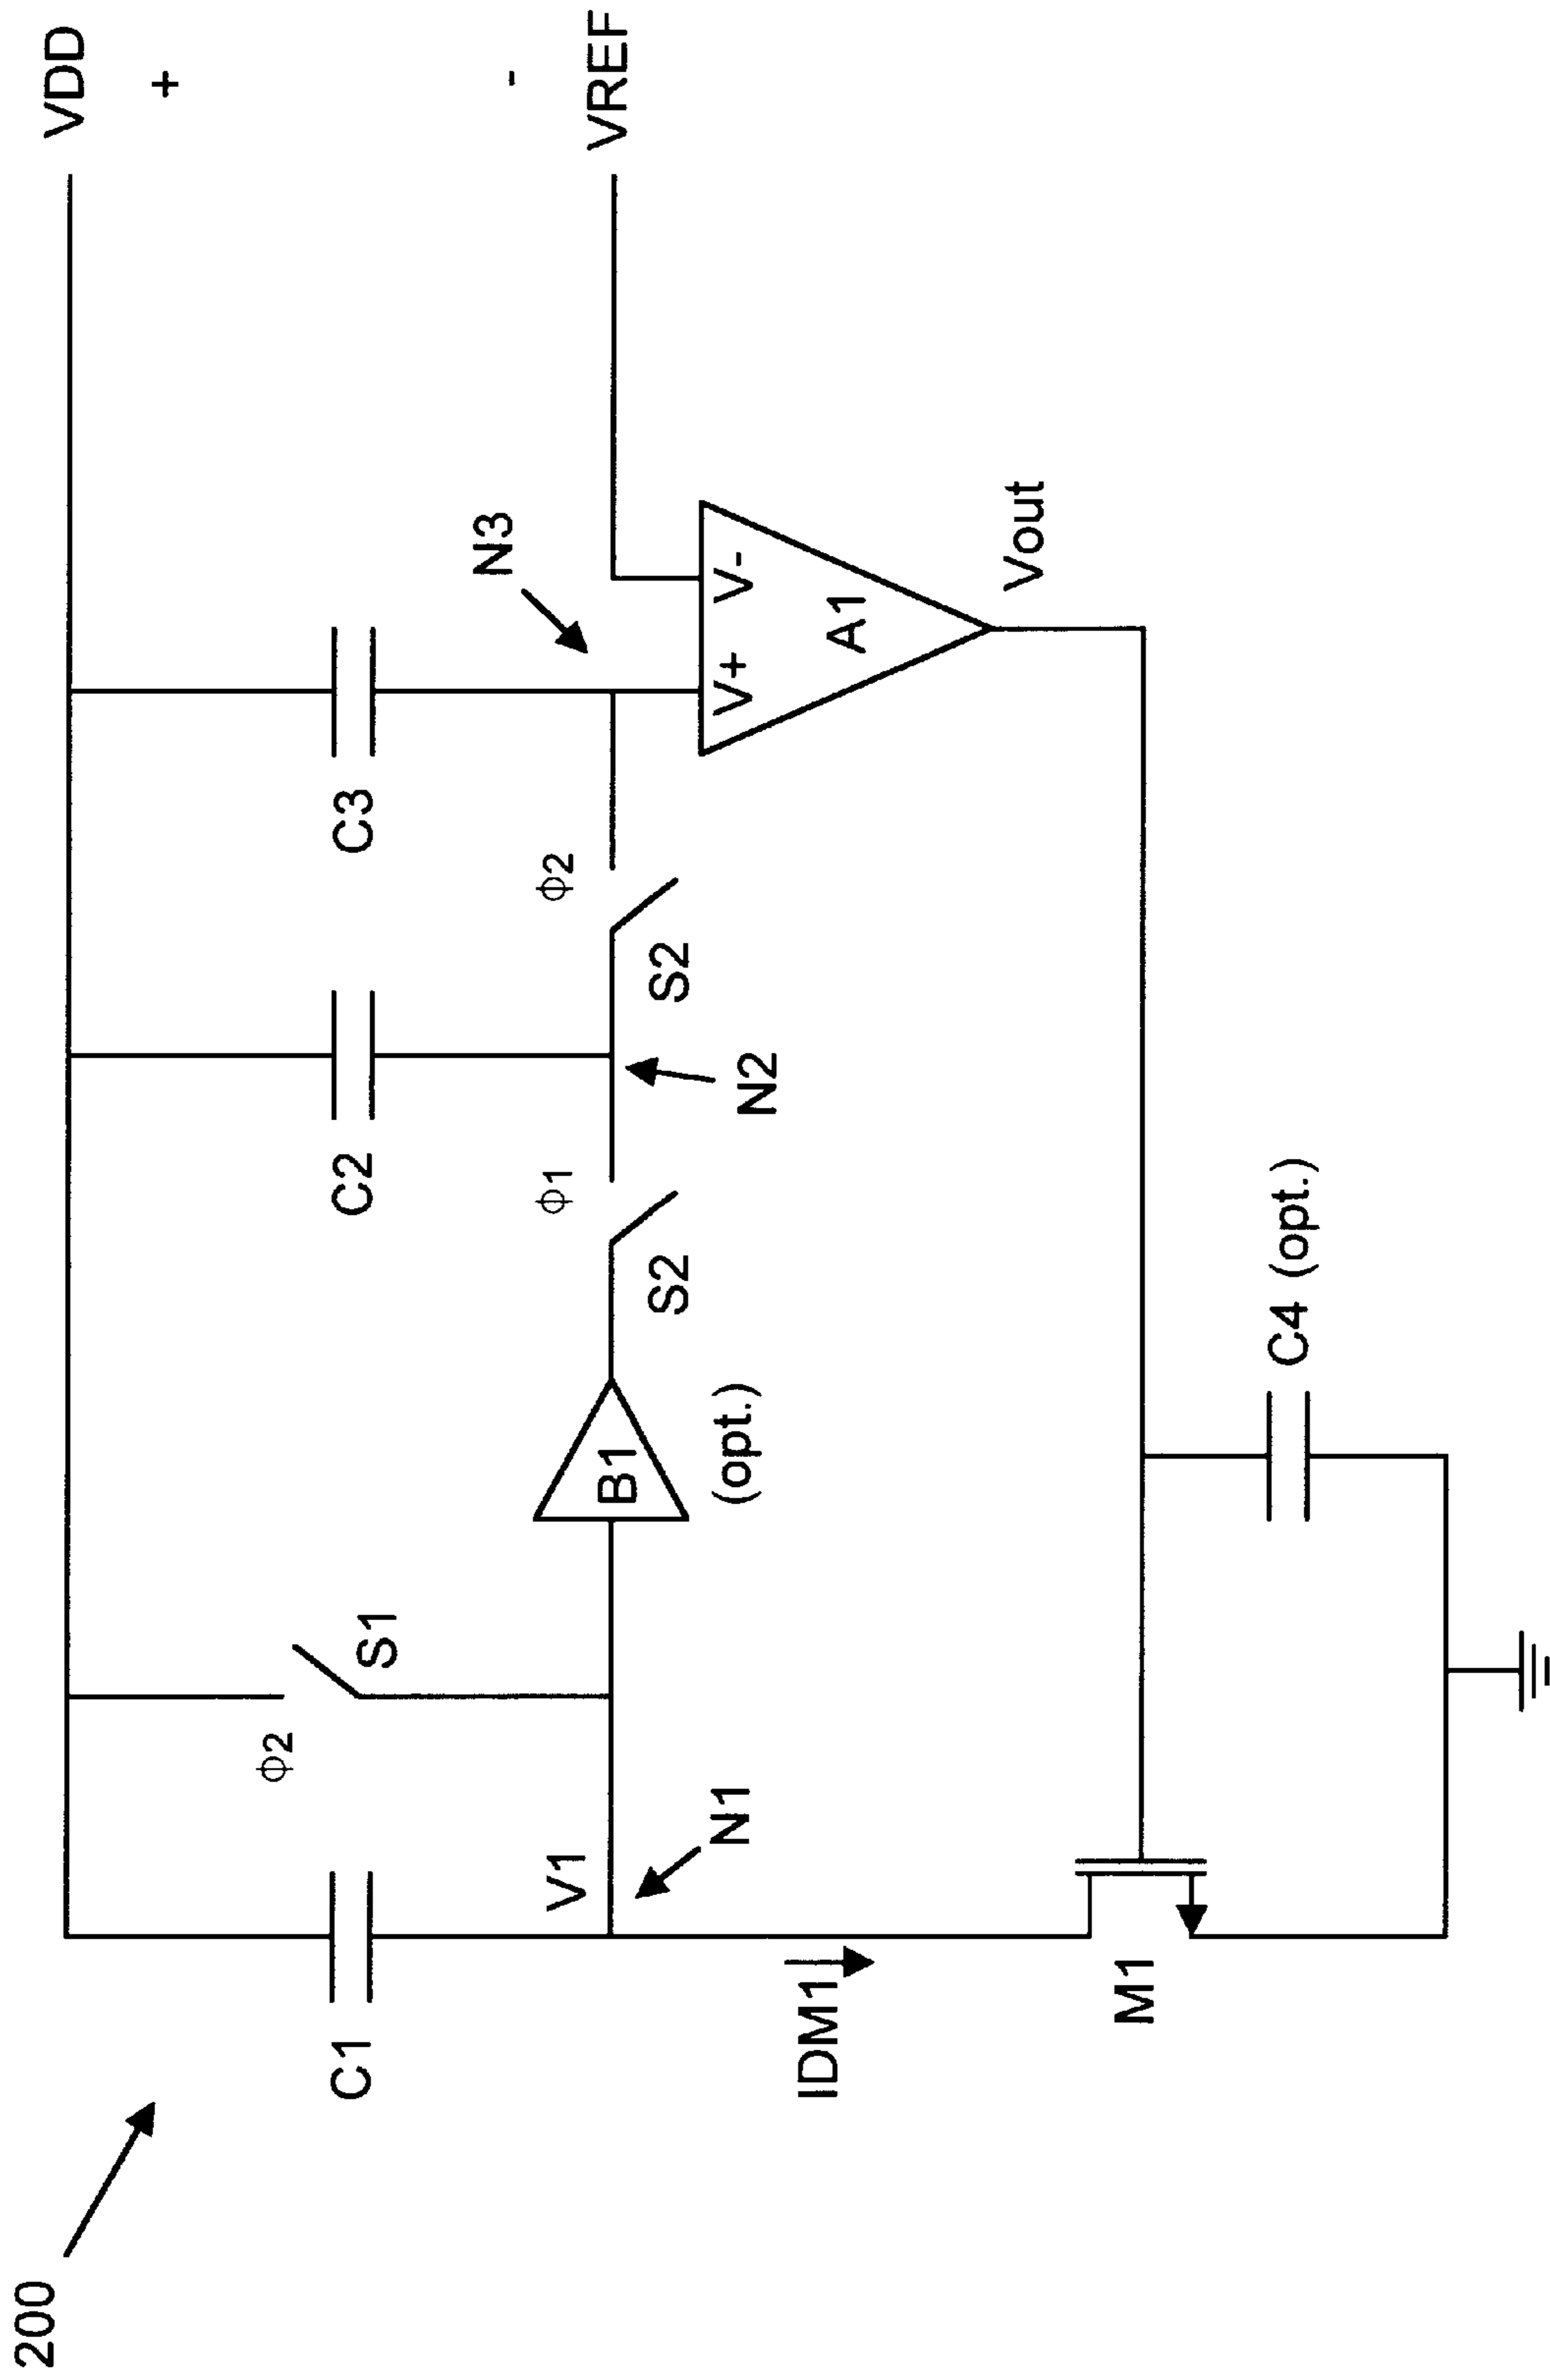 200
VDD
+
-
VREF
C1
Φ2
S1
C2
C3
V1
N1
B1
(opt.)
Φ1
S2
N2
Φ2
S2
N3
V+
V-
A1
Vout
IDM1
M1
C4 (opt.)